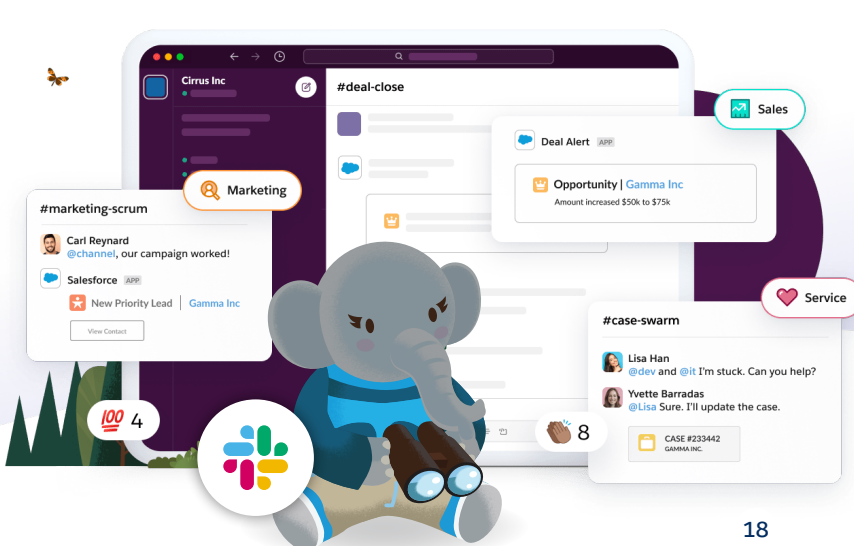 Cirrus Inc
#deal-close
Sales
Deal Alert APP
Opportunity | Gamma Inc
Amount increased $50k to $75k
Marketing
#marketing-scrum
Carl Reynard
@channel, our campaign worked!
Salesforce APP
New Priority Lead | Gamma Inc
View Contact
Service
#case-swarm
Lisa Han
@dev and @it I'm stuck. Can you help?
Yvette Barradas
@Lisa Sure. I'll update the case.
CASE #233442
GAMMA INC.
💯 4
👏🏾 8
18